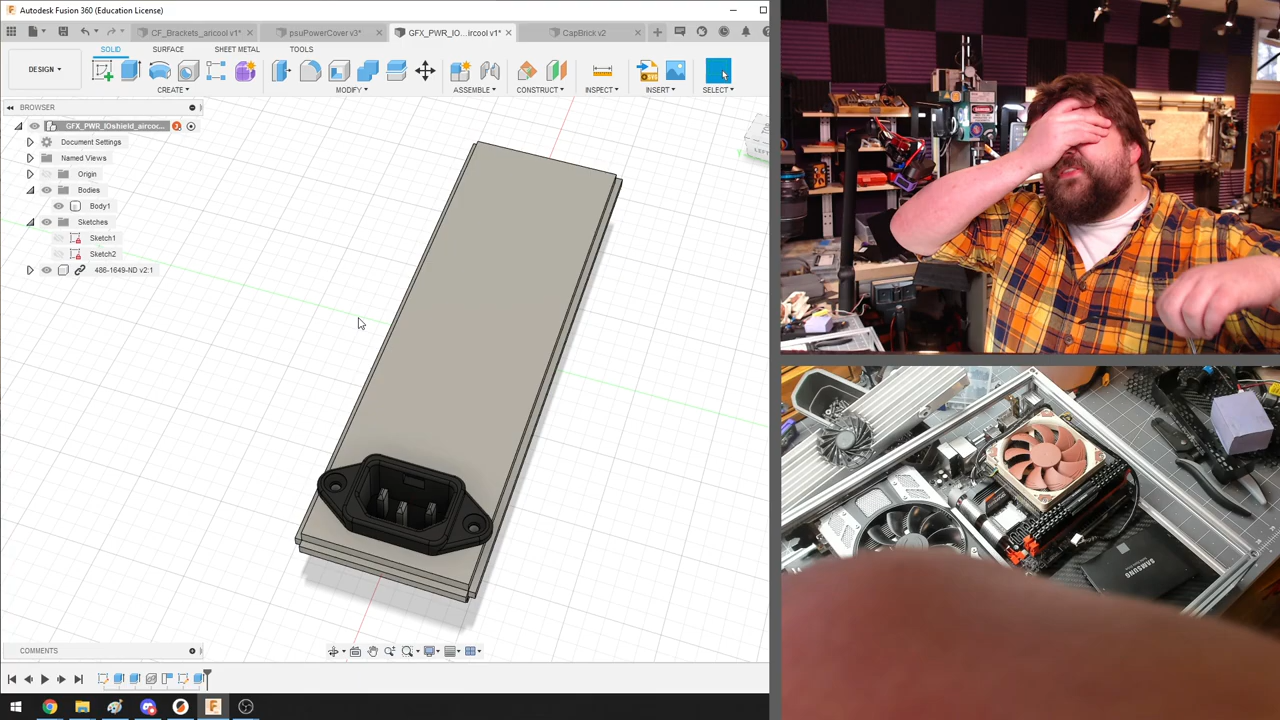 Autodesk Fusion 360 (Education License)
CF_Brackets_aricool v1*
psuPowerCover v3*
GFX_PWR_IO...ircool v1*
CapBrick v2
SOLID
SURFACE
SHEET METAL
TOOLS
DESIGN
CREATE
MODIFY
ASSEMBLE
CONSTRUCT
INSPECT
INSERT
SELECT
BROWSER
GFX_PWR_IOshield_aircoc...
Document Settings
Named Views
Origin
Bodies
Body1
Sketches
Sketch1
Sketch2
486-1649-ND v2:1
COMMENTS
SAMSUNG